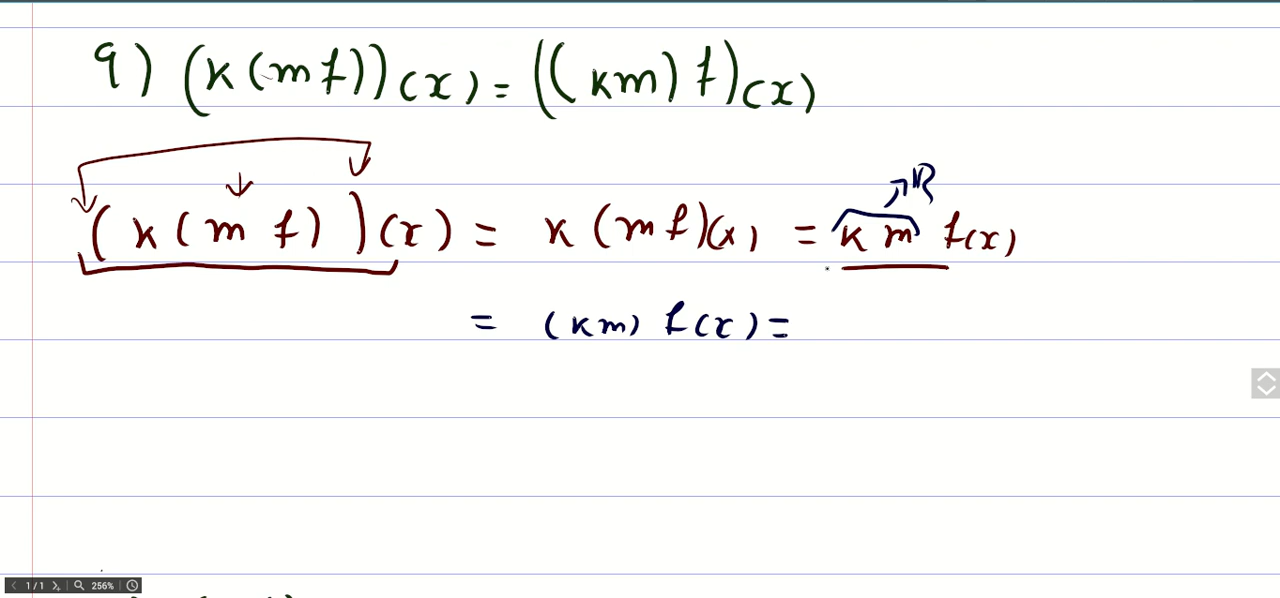 9) (k(mf))(x) = ((km)f)(x)
ℝ
(k(mf))(x) = k(mf)(x) = km f(x)
= (km) f(x) =
1/1 256%